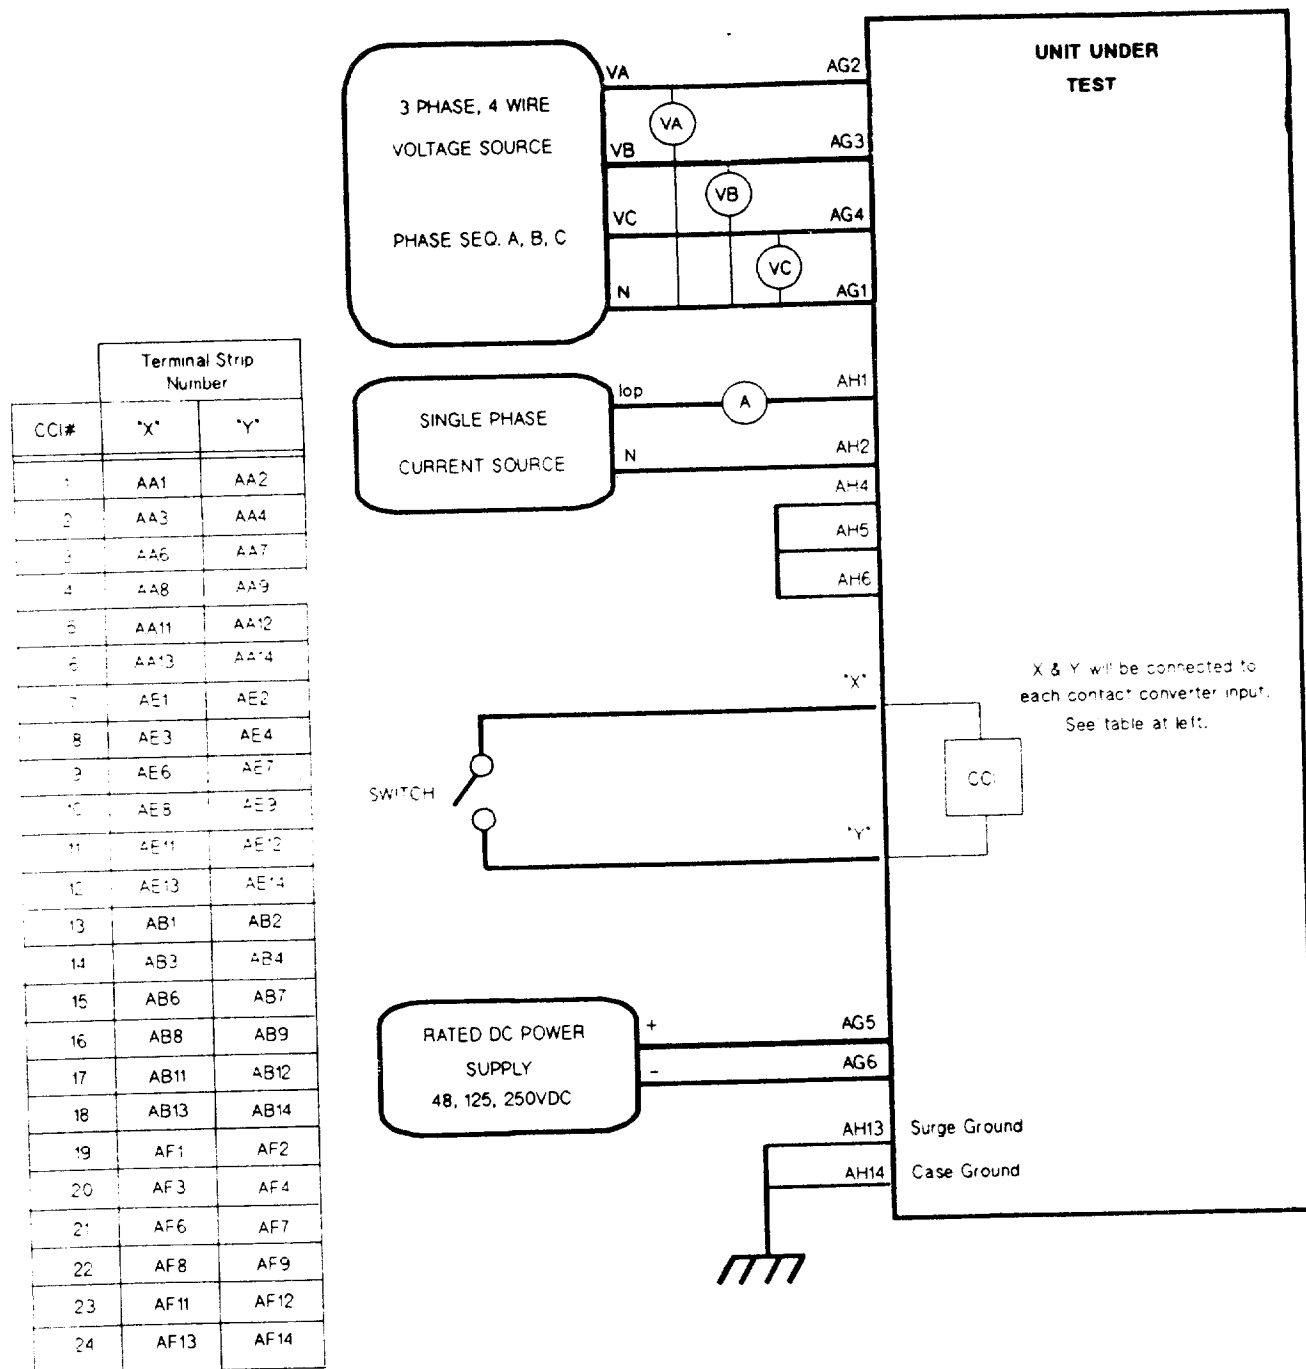 UNIT UNDER
TEST
3 PHASE, 4 WIRE
VOLTAGE SOURCE
PHASE SEQ. A, B, C
VA
AG2
VA
VB
AG3
VB
VC
AG4
VC
N
AG1
SINGLE PHASE
CURRENT SOURCE
Iop
A
AH1
N
AH2
AH4
AH5
AH6
Terminal Strip
Number
CCI# "X" "Y"
1 AA1 AA2
2 AA3 AA4
3 AA6 AA7
4 AA8 AA9
5 AA11 AA12
6 AA13 AA14
7 AE1 AE2
8 AE3 AE4
9 AE6 AE7
10 AE8 AE9
11 AE11 AE12
12 AE13 AE14
13 AB1 AB2
14 AB3 AB4
15 AB6 AB7
16 AB8 AB9
17 AB11 AB12
18 AB13 AB14
19 AF1 AF2
20 AF3 AF4
21 AF6 AF7
22 AF8 AF9
23 AF11 AF12
24 AF13 AF14
X & Y will be connected to
each contact converter input.
See table at left.
"X"
SWITCH
CCI
"Y"
RATED DC POWER
SUPPLY
48, 125, 250VDC
+
AG5
-
AG6
AH13 Surge Ground
AH14 Case Ground